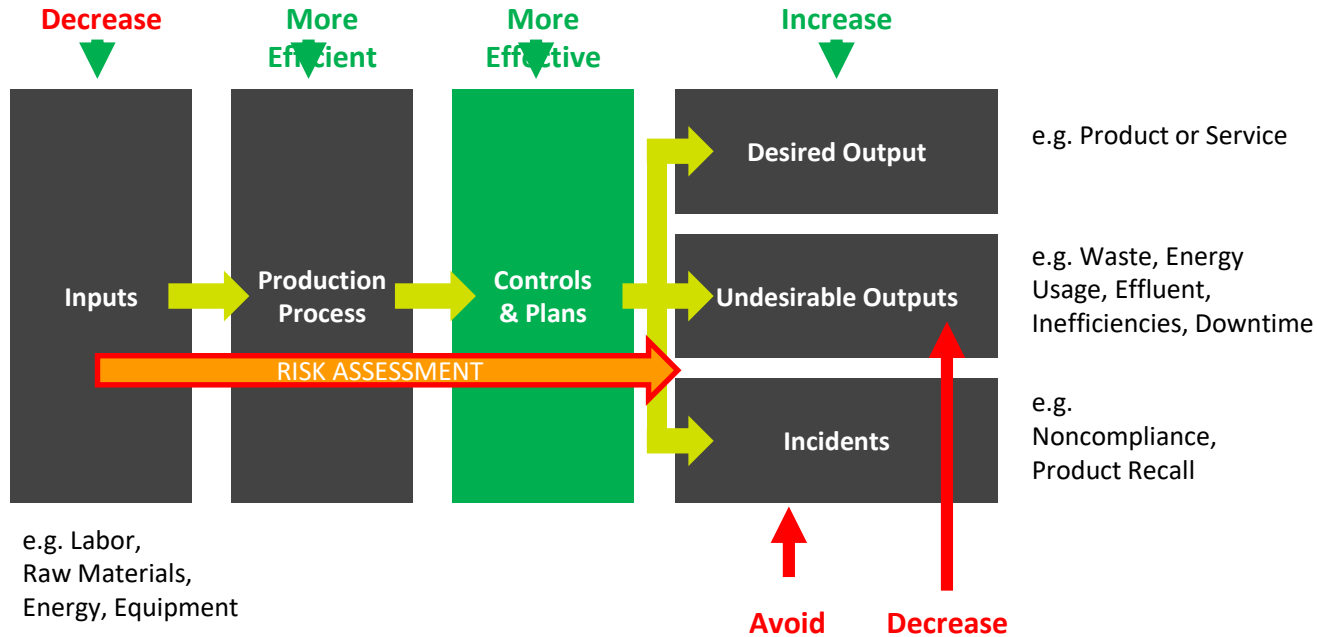 Decrease
More
Efficient
More
Effective
Increase
Inputs
Production
Process
Controls
& Plans
Desired Output
e.g. Product or Service
Undesirable Outputs
e.g. Waste, Energy
Usage, Effluent,
Inefficiencies, Downtime
RISK ASSESSMENT
Incidents
e.g.
Noncompliance,
Product Recall
e.g. Labor,
Raw Materials,
Energy, Equipment
Avoid
Decrease